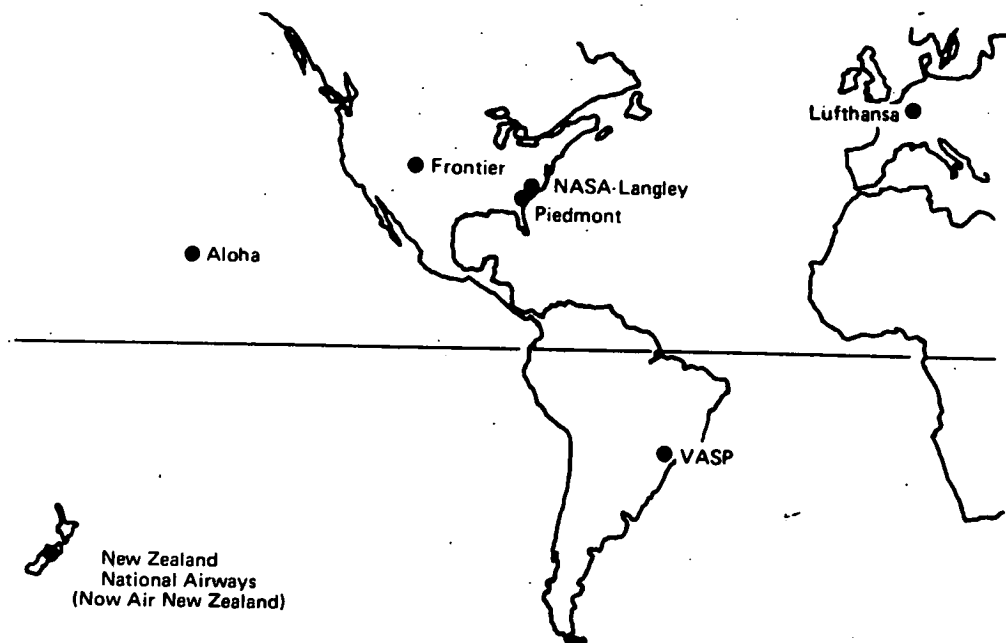 Lufthansa
Frontier
NASA-Langley
Piedmont
Aloha
VASP
New Zealand
National Airways
(Now Air New Zealand)